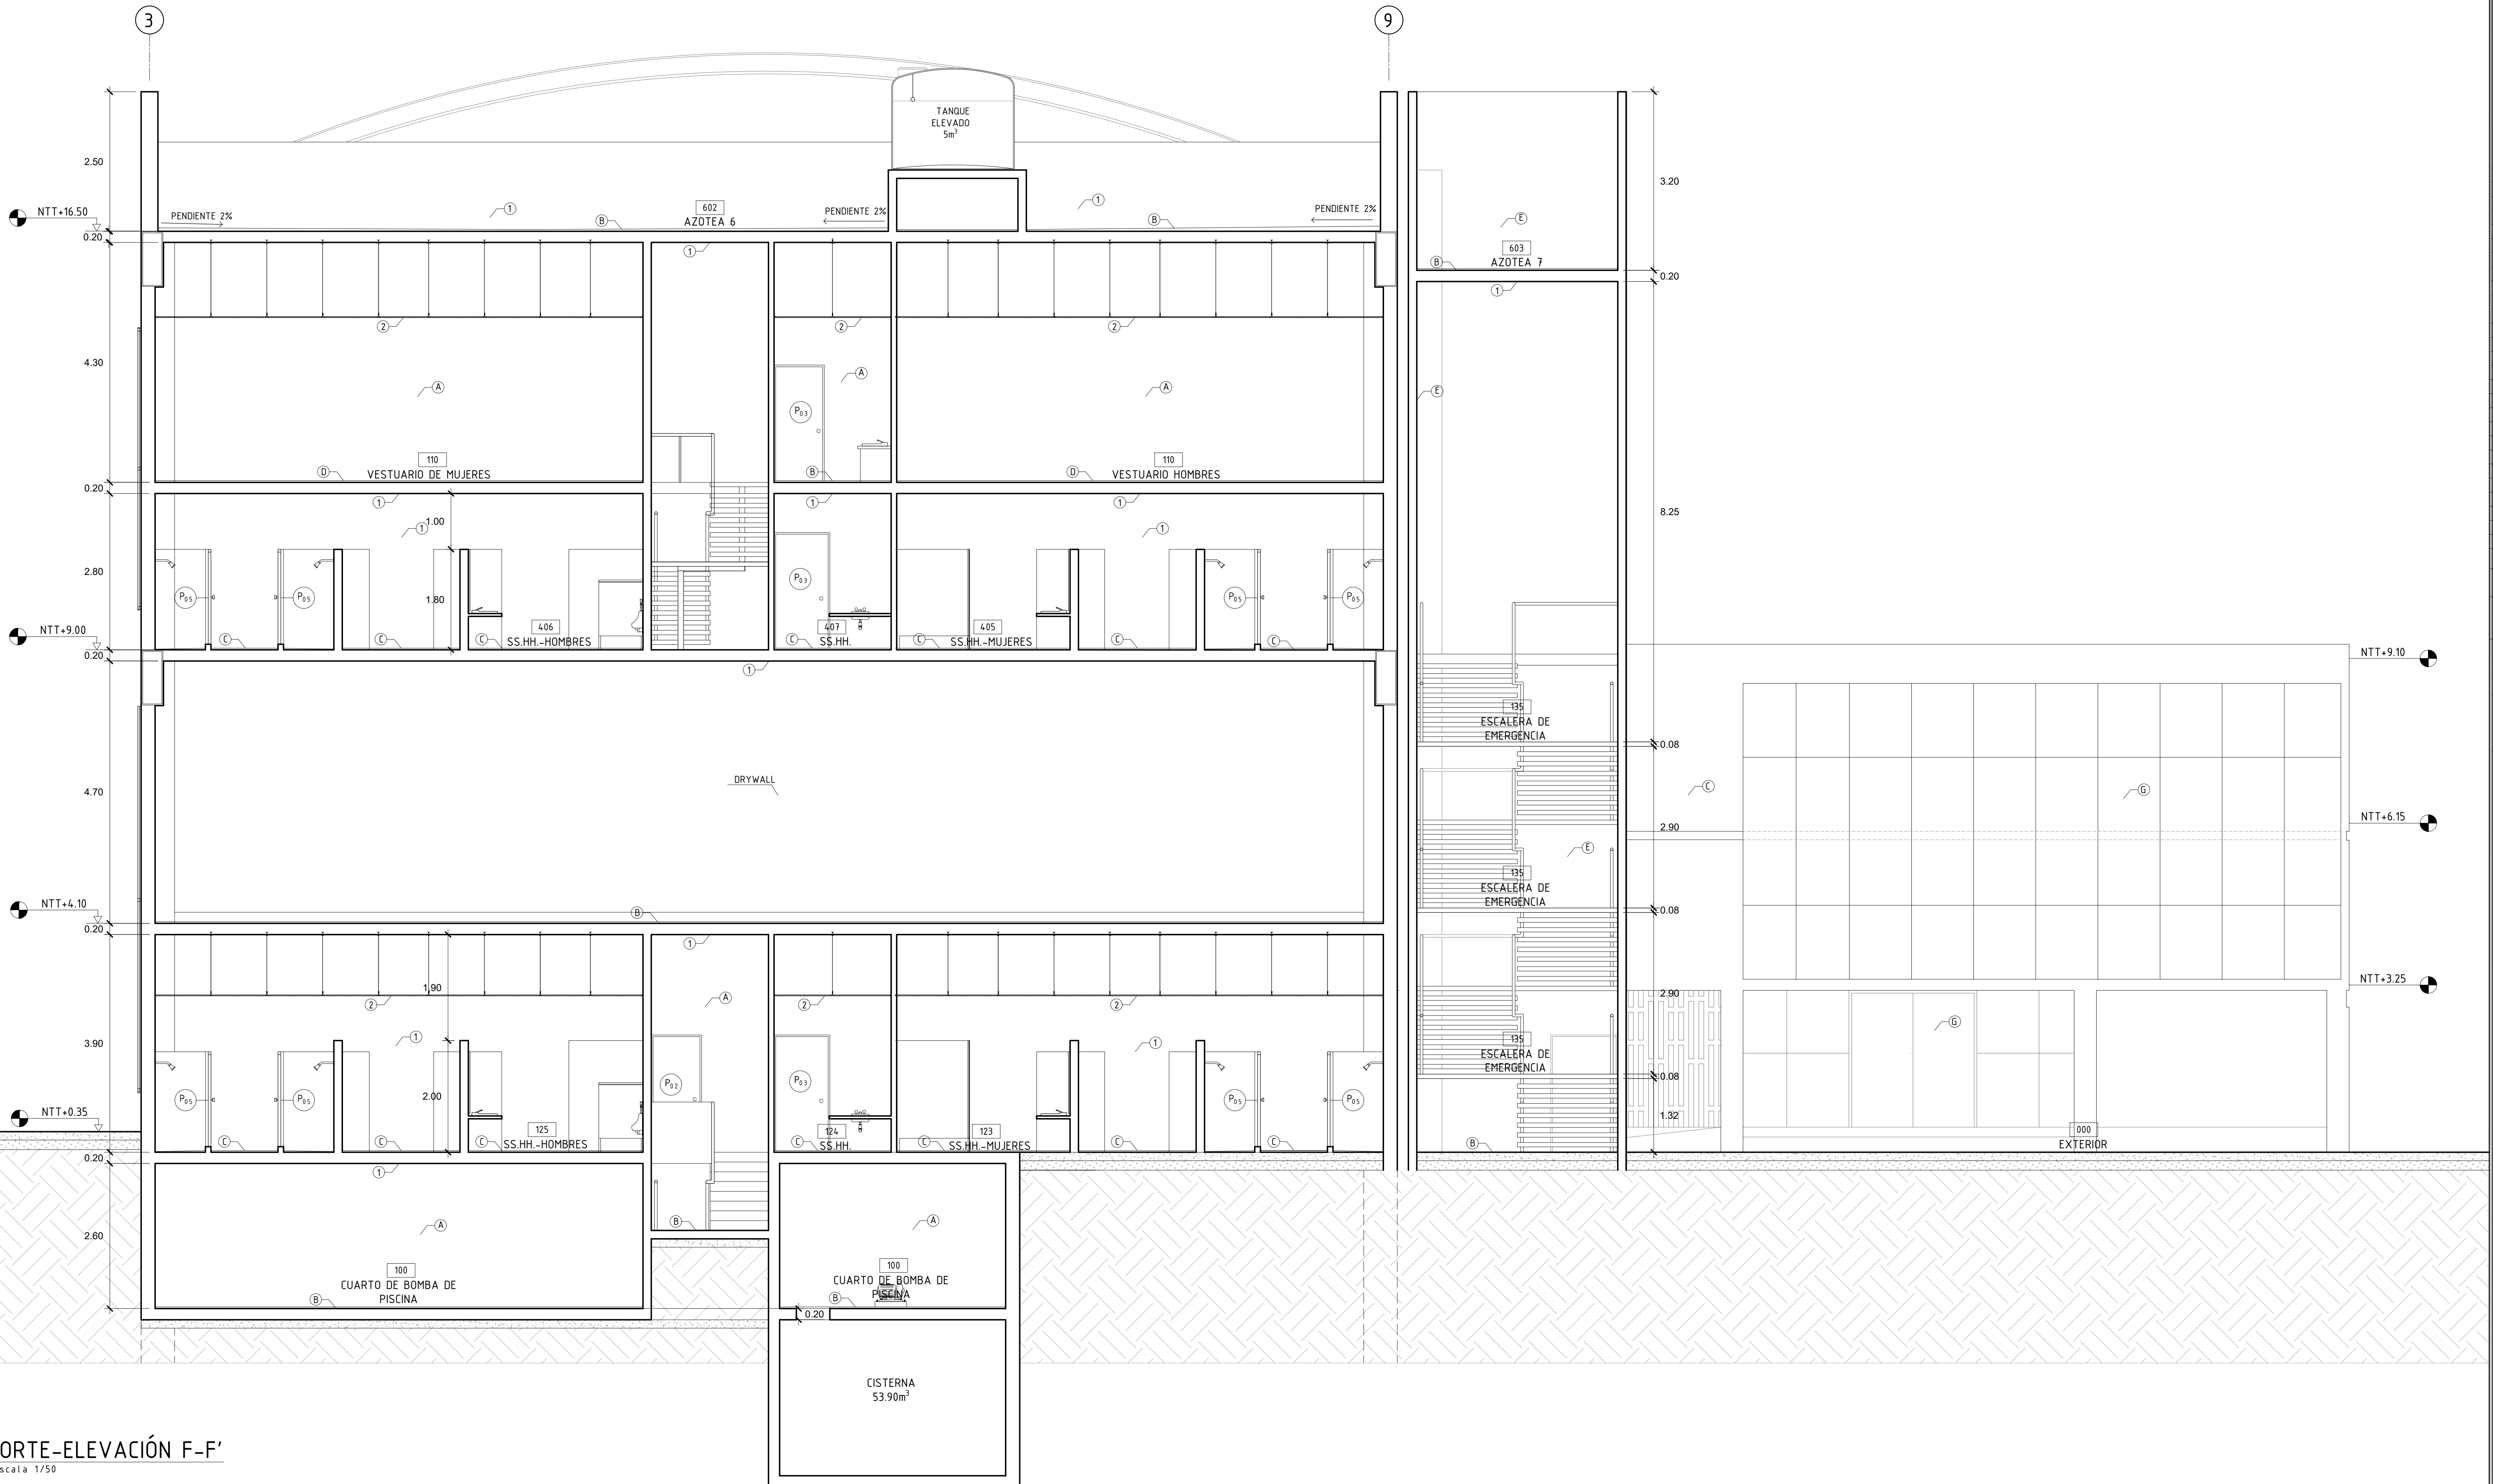 3
9
TANQUE
ELEVADO
5m³
2.50
3.20
NTT+16.50
PENDIENTE 2%
1
B
602
AZOTEA 6
PENDIENTE 2%
1
B
PENDIENTE 2%
E
0.20
1
603
AZOTEA 7
B
0.20
1
2
2
2
4.30
A
A
A
E
P03
110
VESTUARIO DE MUJERES
D
B
110
VESTUARIO HOMBRES
D
0.20
1
1
1
1.00
1
1
8.25
2.80
P03
P05
P05
1.80
P05
P05
NTT+9.00
C
C
C
406
SS.HH.-HOMBRES
C
407
SS.HH.
C
405
SS.HH.-MUJERES
C
C
0.20
1
NTT+9.10
135
ESCALERA DE
EMERGENCIA
0.08
DRYWALL
C
G
4.70
2.90
NTT+6.15
E
135
ESCALERA DE
EMERGENCIA
NTT+4.10
B
0.08
0.20
1
1.90
A
2
2
2
2.90
NTT+3.25
G
3.90
1
1
135
ESCALERA DE
EMERGENCIA
0.08
P02
P03
P05
P05
2.00
P05
P05
NTT+0.35
1.32
C
C
C
125
SS.HH.-HOMBRES
C
124
SS.HH.
C
123
SS.HH.-MUJERES
C
C
B
000
EXTERIOR
0.20
1
A
B
A
2.60
100
CUARTO DE BOMBA DE
PISCINA
B
100
CUARTO DE BOMBA DE
PISCINA
B
0.20
CISTERNA
53.90m³
ORTE-ELEVACIÓN F-F'
scala 1/50